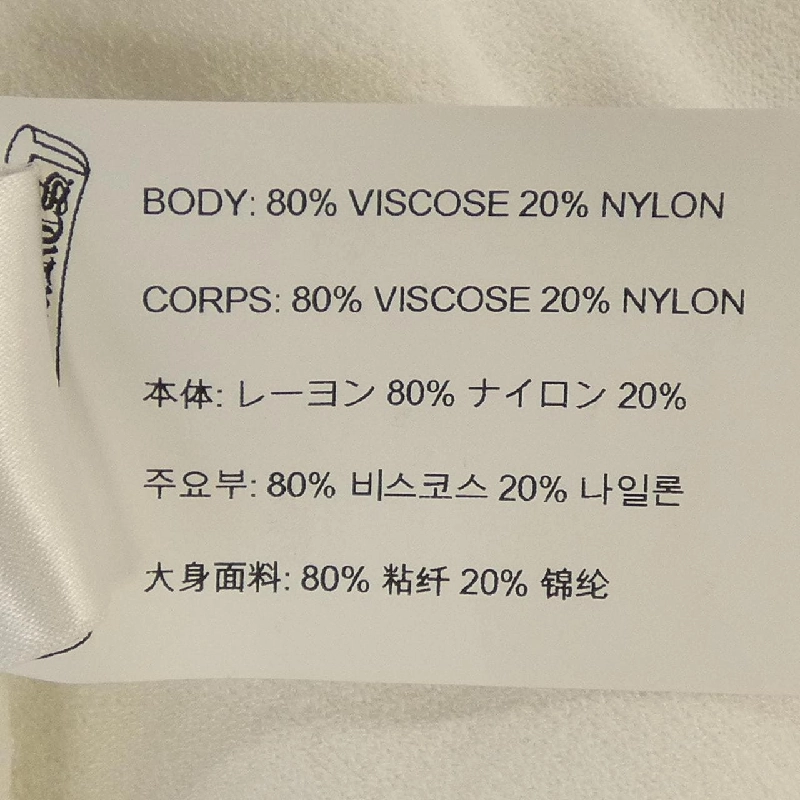 BODY: 80% VISCOSE 20% NYLON
CORPS: 80% VISCOSE 20% NYLON
本体: レーヨン 80% ナイロン 20%
주요부: 80% 비스코스 20% 나일론
大身面料: 80% 粘纤 20% 锦纶